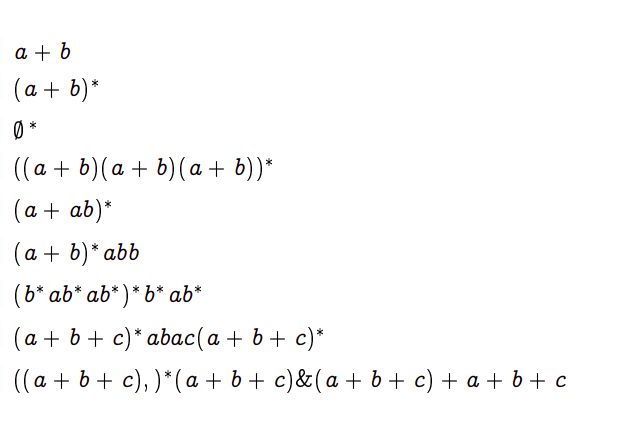 a + b
(a + b)*
∅*
((a + b)(a + b)(a + b))*
(a + ab)*
(a + b)*abb
(b*ab*ab*)*b*ab*
(a + b + c)*abac(a + b + c)*
((a + b + c),)*(a + b + c)&(a + b + c) + a + b + c